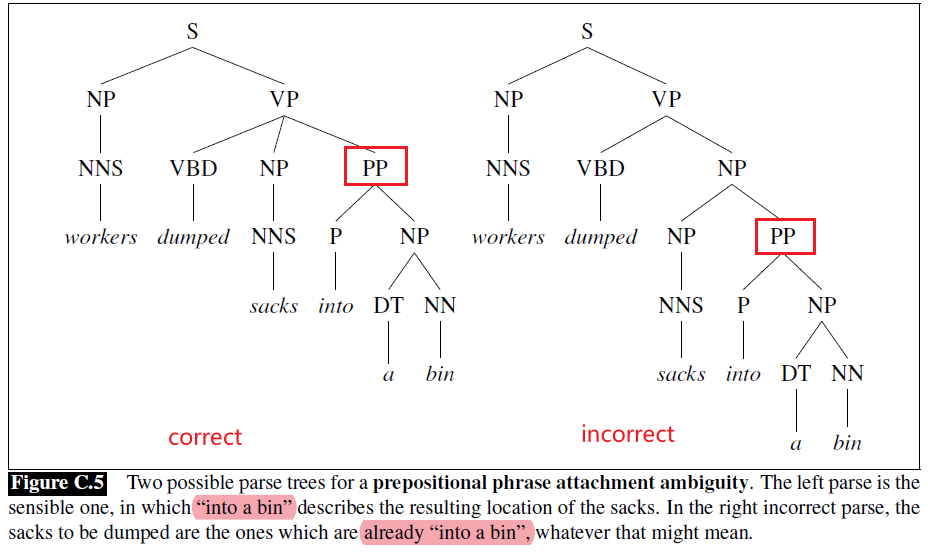 S S
NP VP NP VP
NNS VBD NP PP NNS VBD NP
workers dumped NNS P NP workers dumped NP PP
sacks into DT NN NNS P NP
a bin sacks into DT NN
correct incorrect a bin
Figure C.5 Two possible parse trees for a prepositional phrase attachment ambiguity. The left parse is the
sensible one, in which “into a bin” describes the resulting location of the sacks. In the right incorrect parse, the
sacks to be dumped are the ones which are already “into a bin”, whatever that might mean.